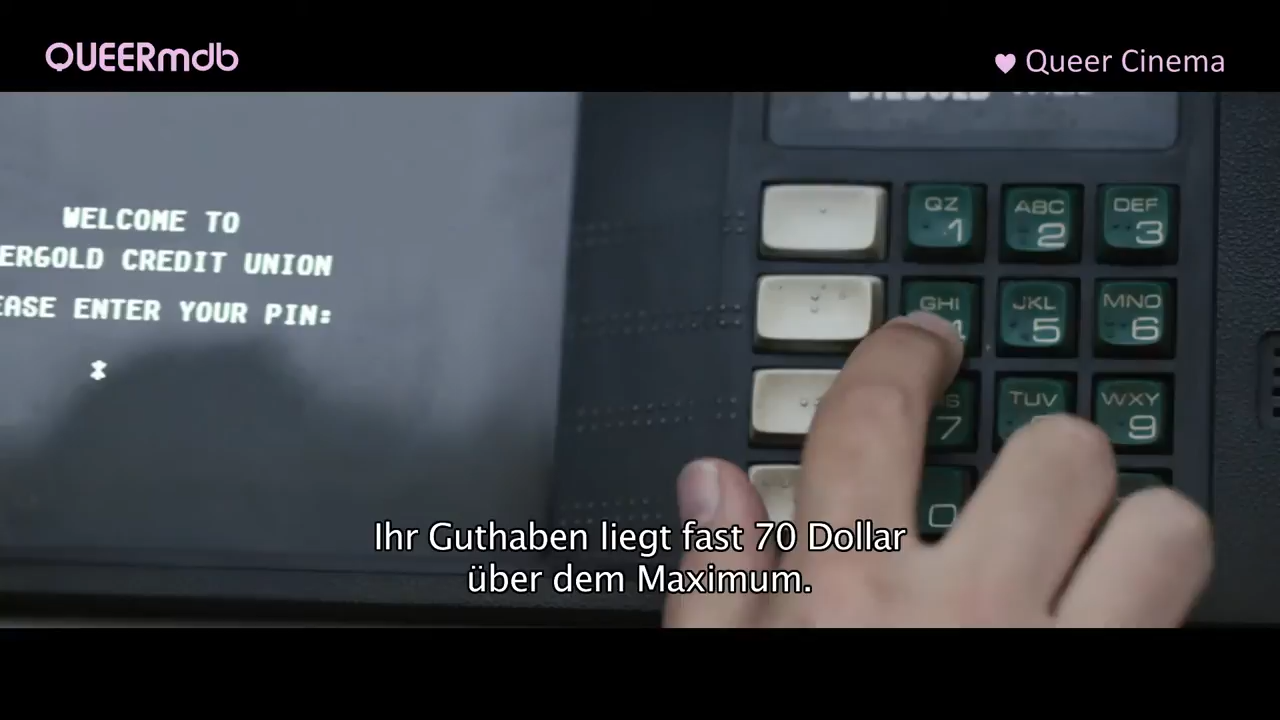 QUEERmdb
♥ Queer Cinema
WELCOME TO
ERGOLD CREDIT UNION
EASE ENTER YOUR PIN:
QZ
1
ABC
2
DEF
3
GHI
4
JKL
5
MNO
6
7
TUV
WXY
9
0
Ihr Guthaben liegt fast 70 Dollar
über dem Maximum.